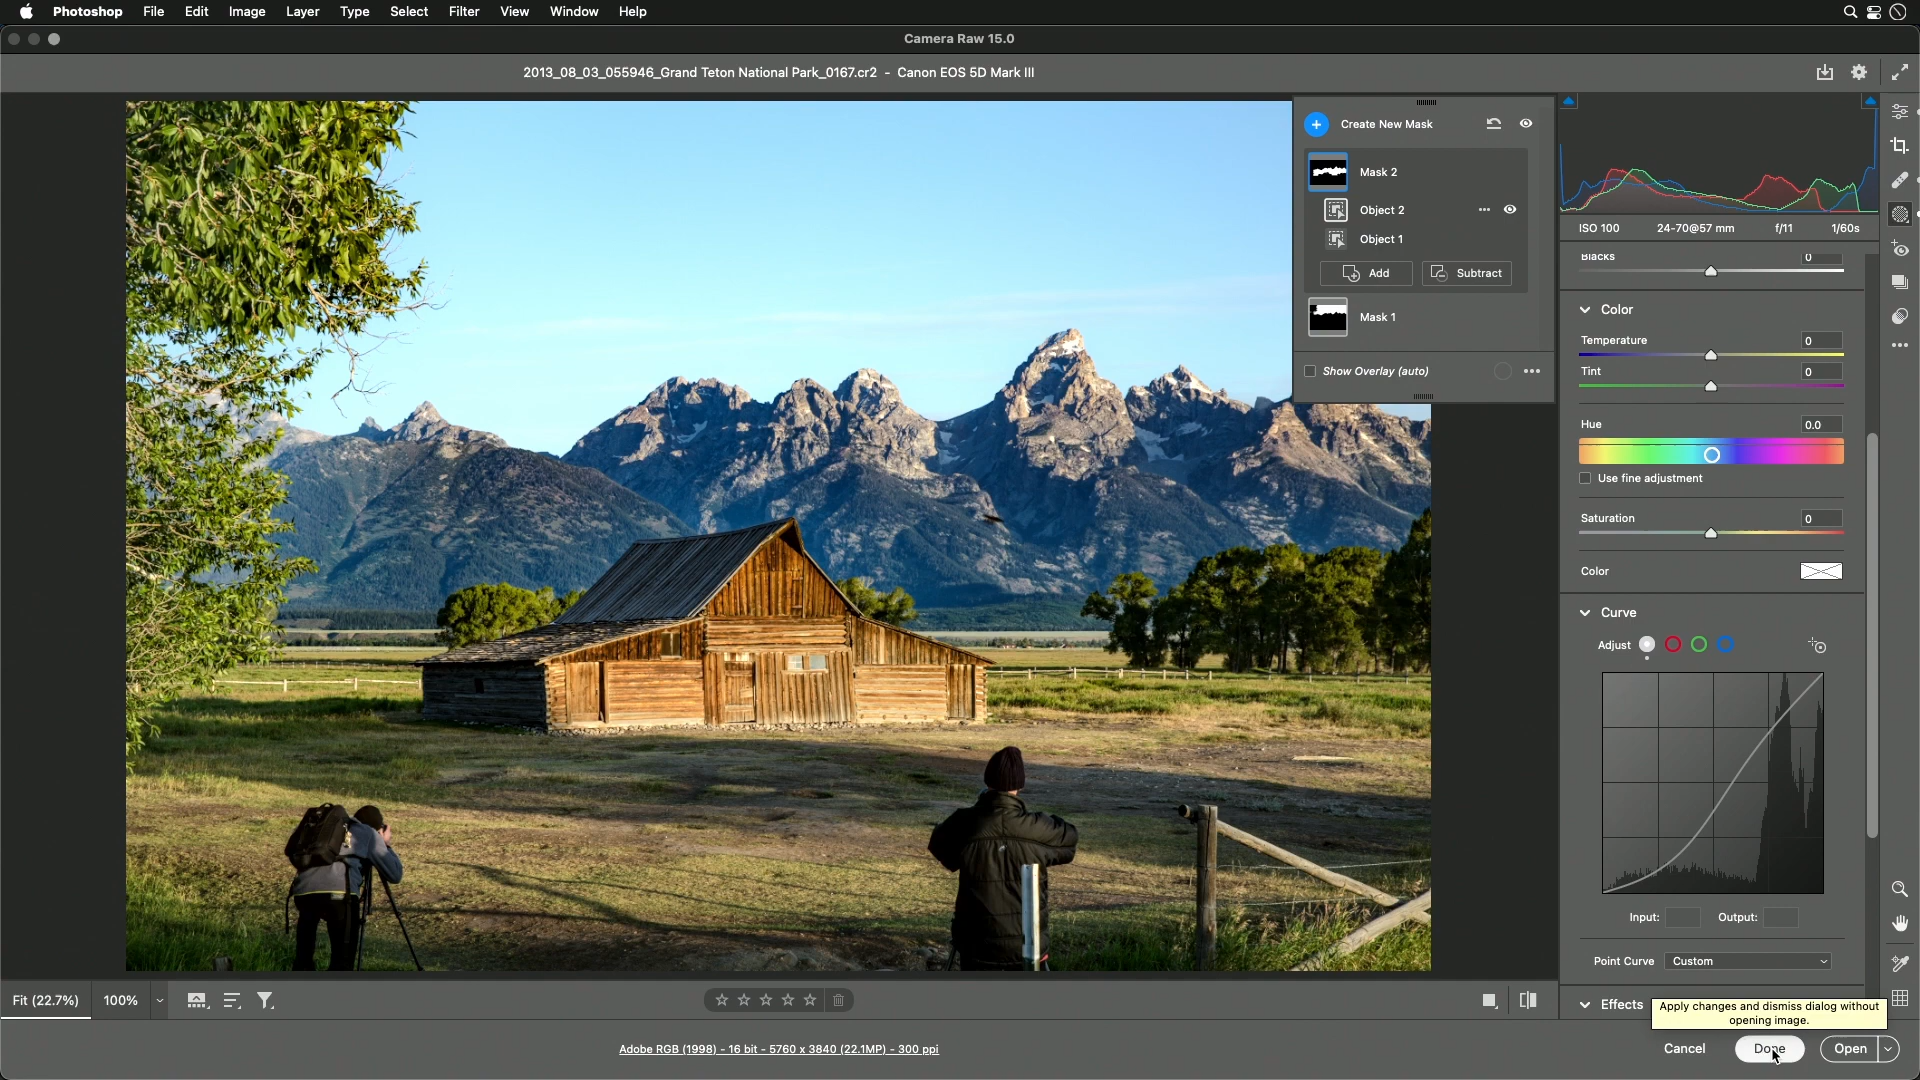 Photoshop File Edit Image Layer Type Select Filter View Window Help
Camera Raw 15.0
2013_08_03_055946_Grand Teton National Park_0167.cr2 - Canon EOS 5D Mark III
Create New Mask
Mask 2
Object 2
Object 1
Add Subtract
Mask 1
Show Overlay (auto)
ISO 100 24-70@57 mm f/11 1/60s
Blacks 0
Color
Temperature 0
Tint 0
Hue 0.0
Use fine adjustment
Saturation 0
Color
Curve
Adjust
Input: Output:
Point Curve Custom
Effects
Apply changes and dismiss dialog without
opening image.
Fit (22.7%) 100%
Adobe RGB (1998) - 16 bit - 5760 x 3840 (22.1MP) - 300 ppi
Cancel Done Open